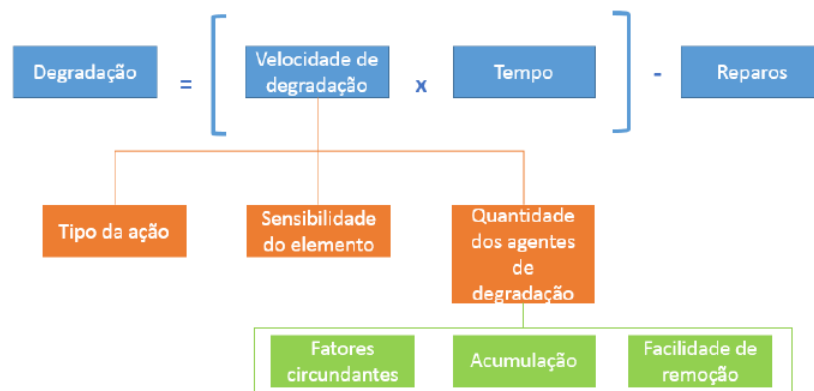 Degradação
=
Velocidade de
degradação
x
Tempo
-
Reparos
Tipo da ação
Sensibilidade
do elemento
Quantidade
dos agentes
de
degradação
Fatores
circundantes
Acumulação
Facilidade de
remoção